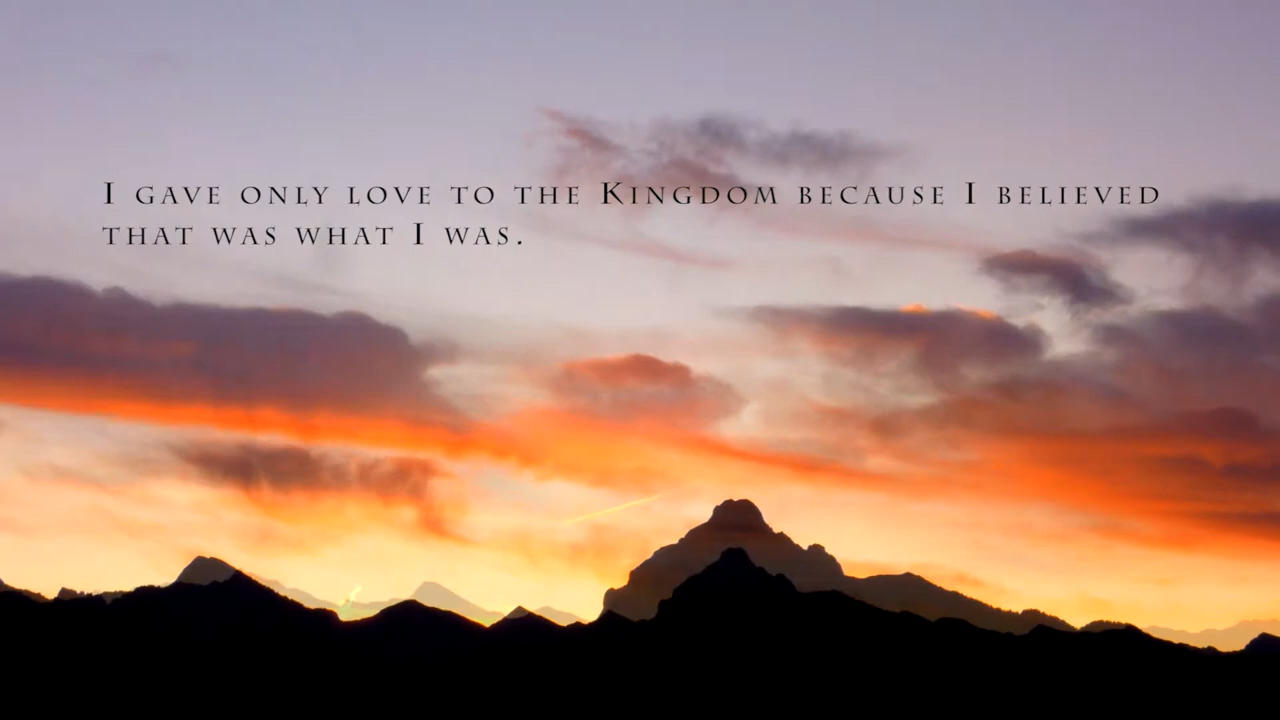 I gave only love to the Kingdom because I believed
that was what I was.